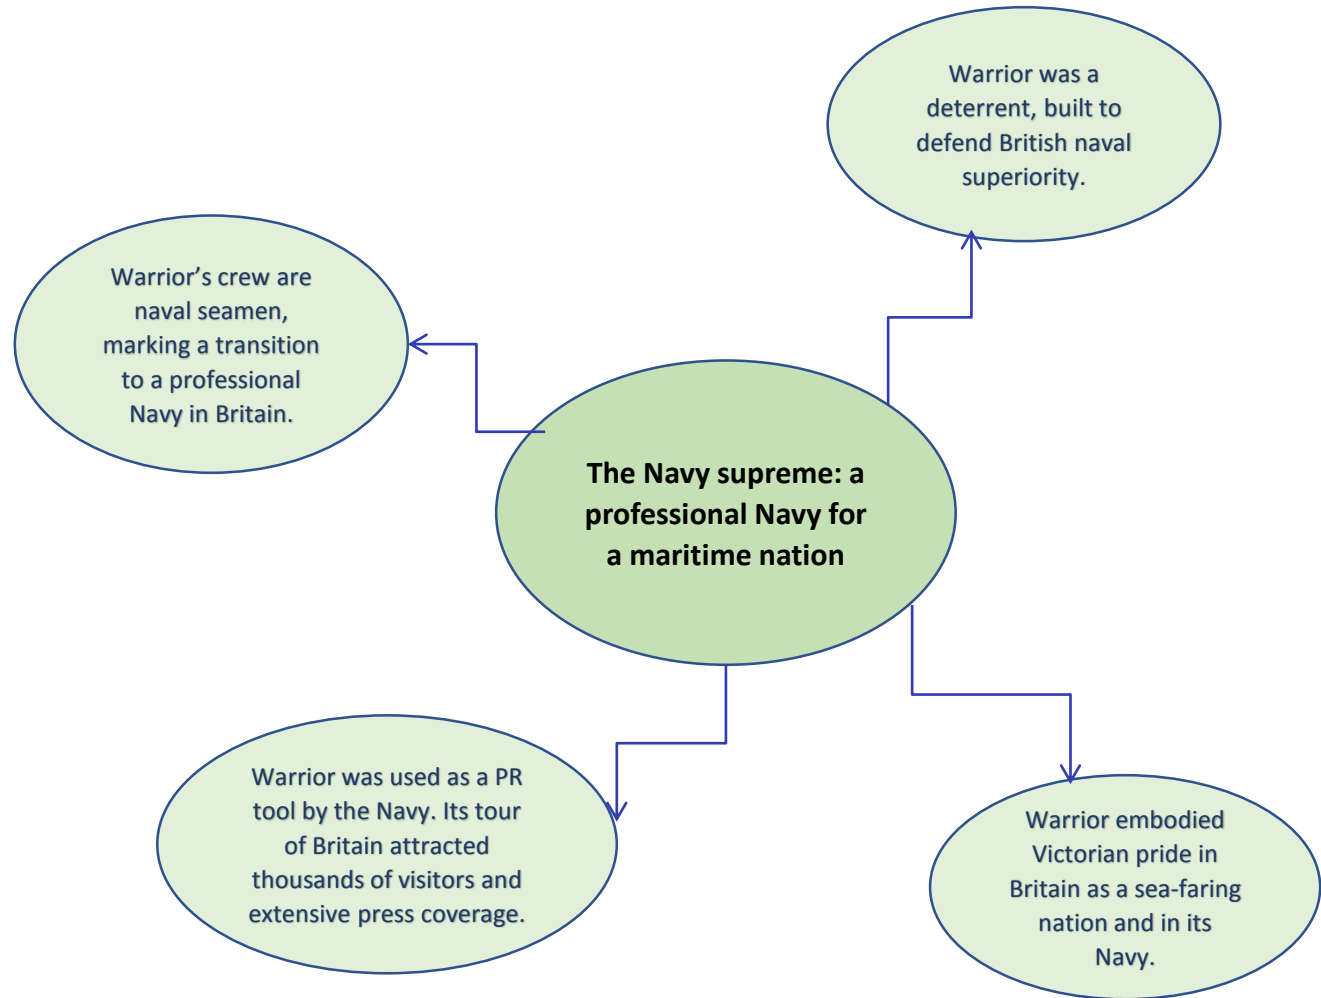 Warrior was a
deterrent, built to
defend British naval
superiority.
Warrior’s crew are
naval seamen,
marking a transition
to a professional
Navy in Britain.
The Navy supreme: a
professional Navy for
a maritime nation
Warrior was used as a PR
tool by the Navy. Its tour
of Britain attracted
thousands of visitors and
extensive press coverage.
Warrior embodied
Victorian pride in
Britain as a sea-faring
nation and in its
Navy.